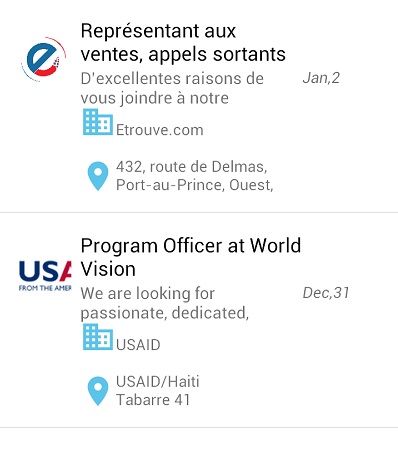 Représentant aux
ventes, appels sortants
D'excellentes raisons de
vous joindre à notre
Jan,2
Etrouve.com
432, route de Delmas,
Port-au-Prince, Ouest,
Program Officer at World
Vision
USA
FROM THE AMER
We are looking for
passionate, dedicated,
Dec,31
USAID
USAID/Haiti
Tabarre 41